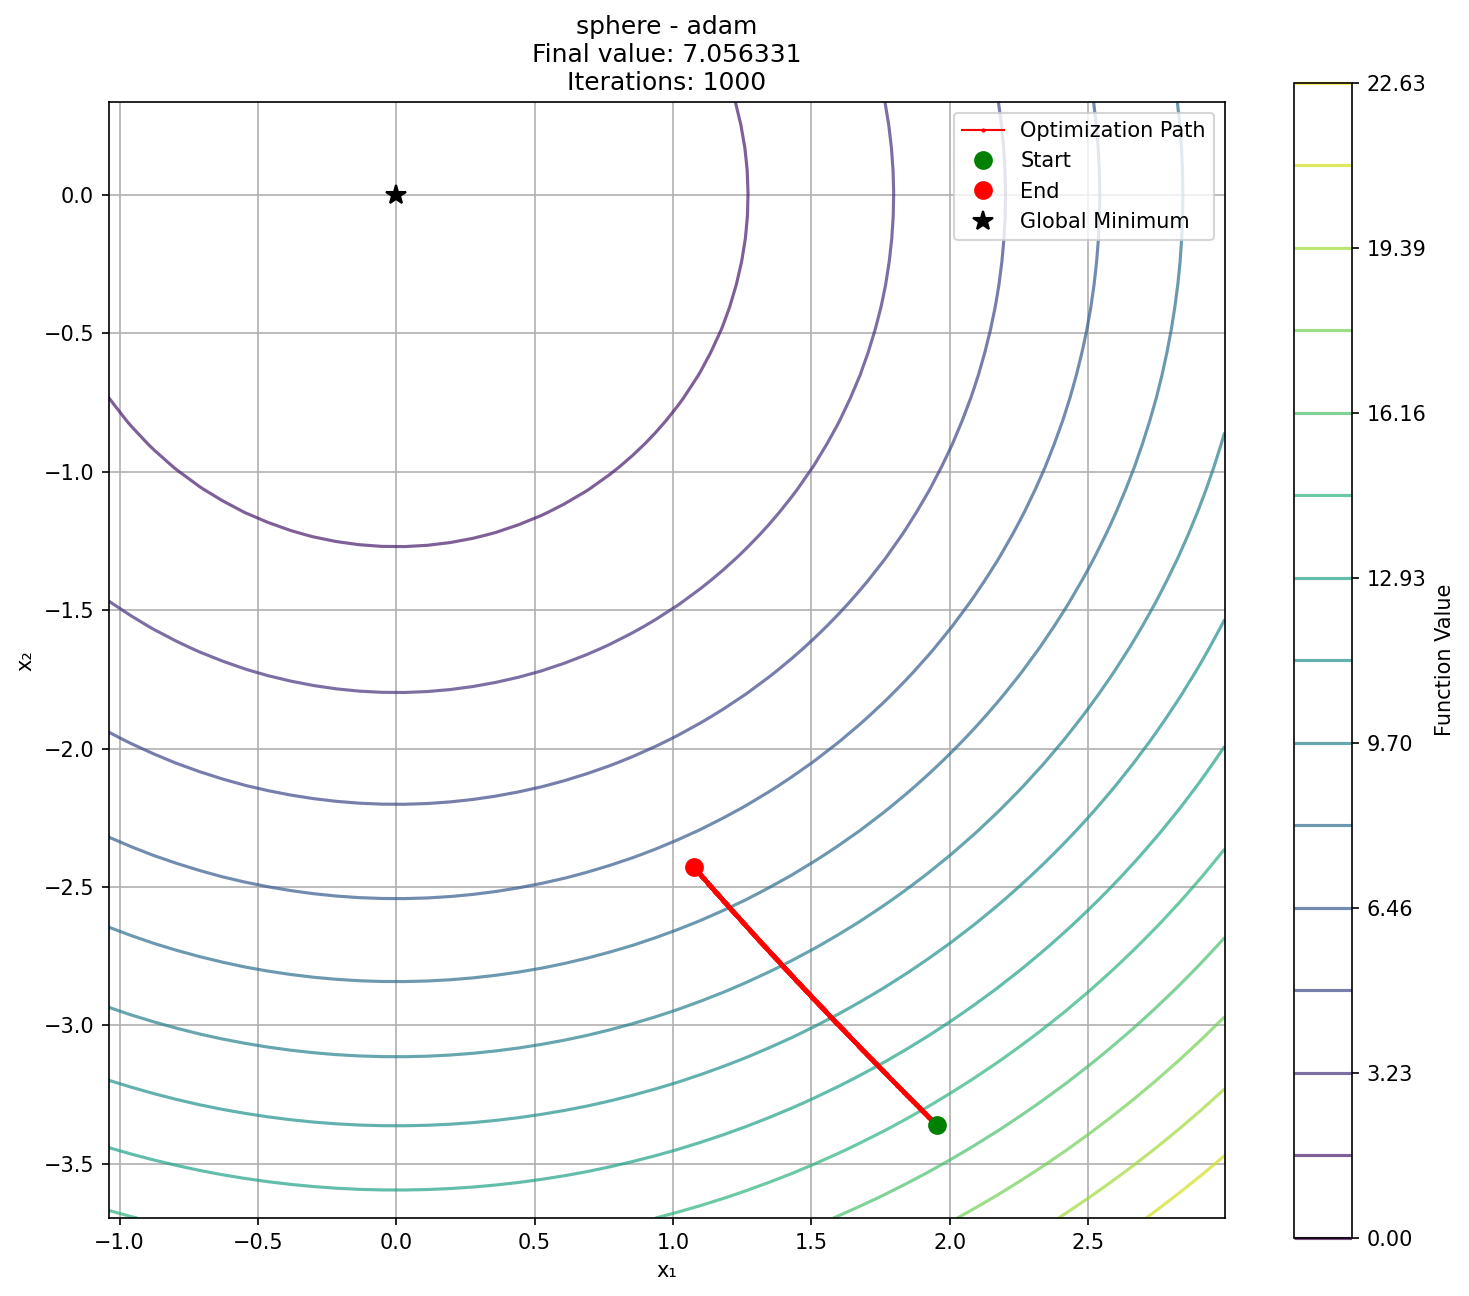 sphere - adam
Final value: 7.056331
Iterations: 1000
Optimization Path
Start
End
Global Minimum
0.0
−0.5
−1.0
−1.5
−2.0
−2.5
−3.0
−3.5
x₂
−1.0
−0.5
0.0
0.5
1.0
1.5
2.0
2.5
x₁
22.63
19.39
16.16
12.93
9.70
6.46
3.23
0.00
Function Value